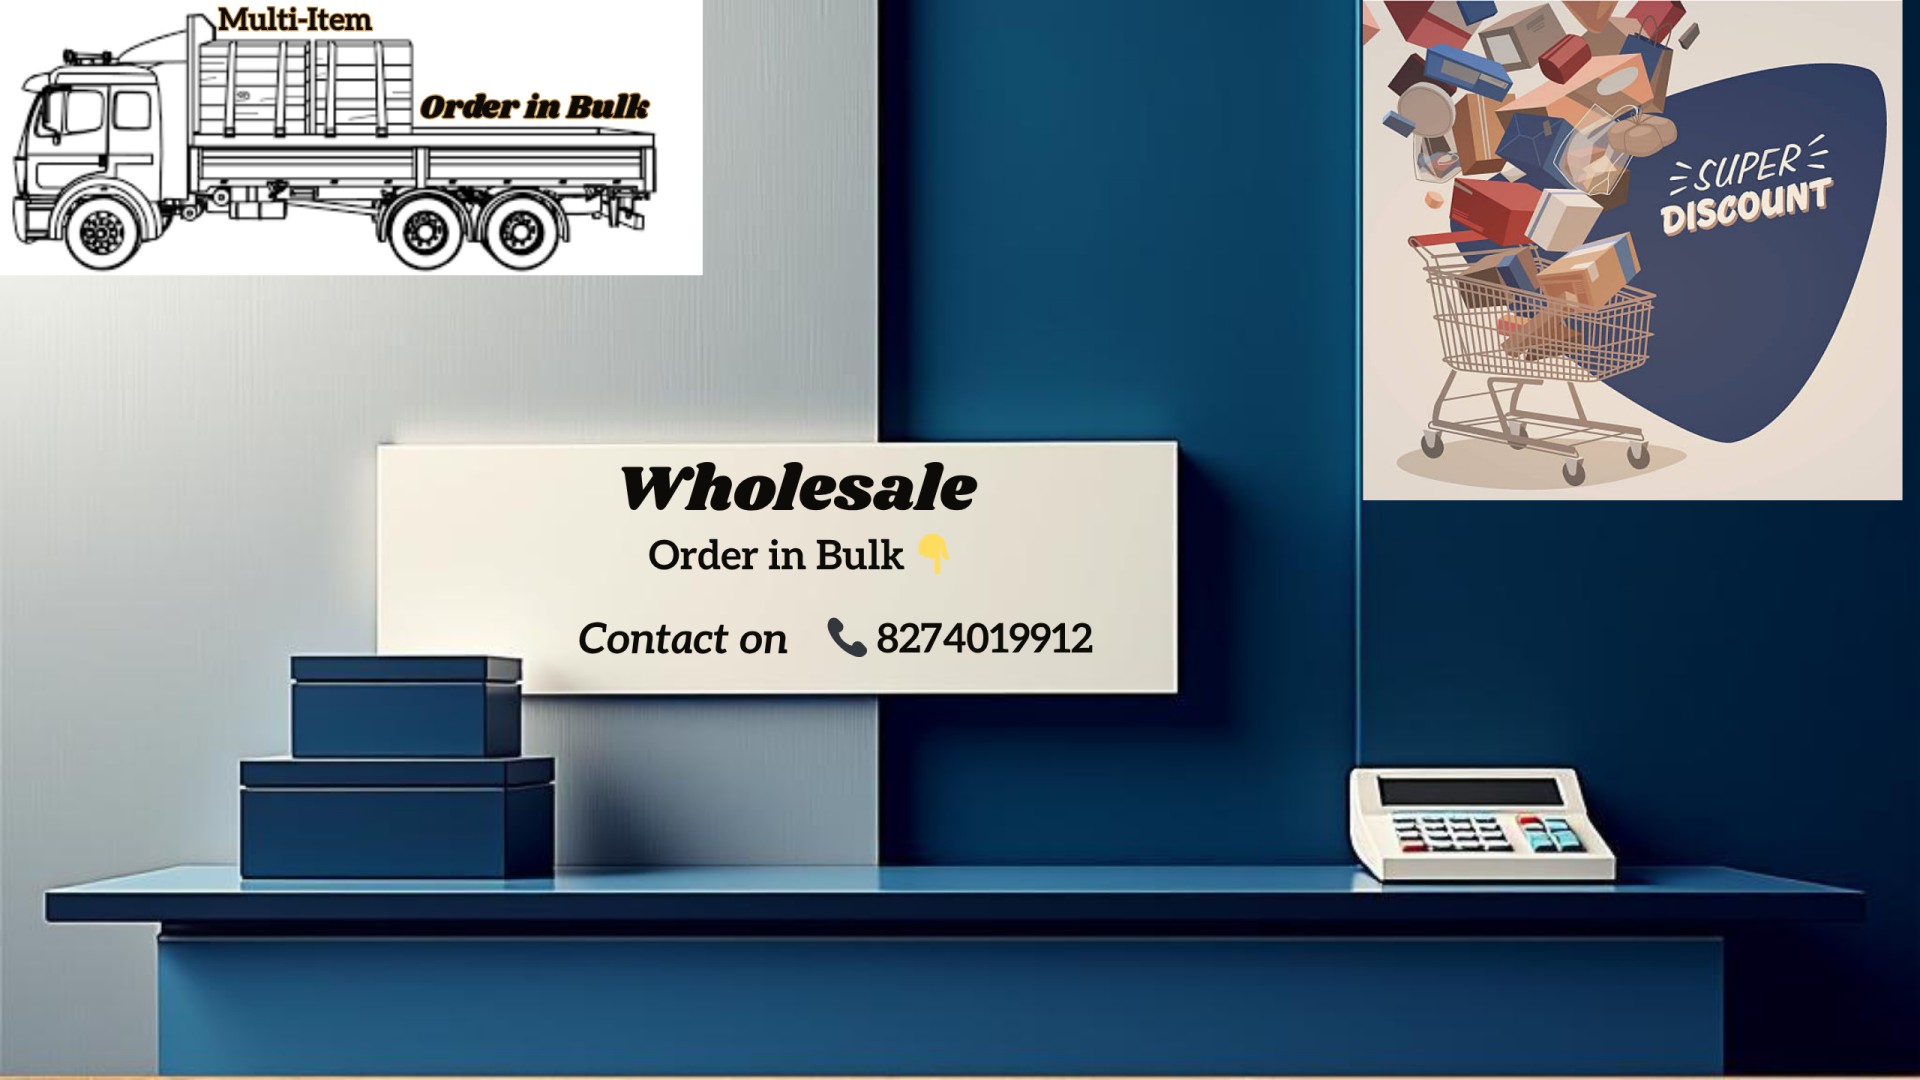 Multi-Item
Order in Bulk
SUPER
DISCOUNT
Wholesale
Order in Bulk 👇
Contact on 📞 8274019912